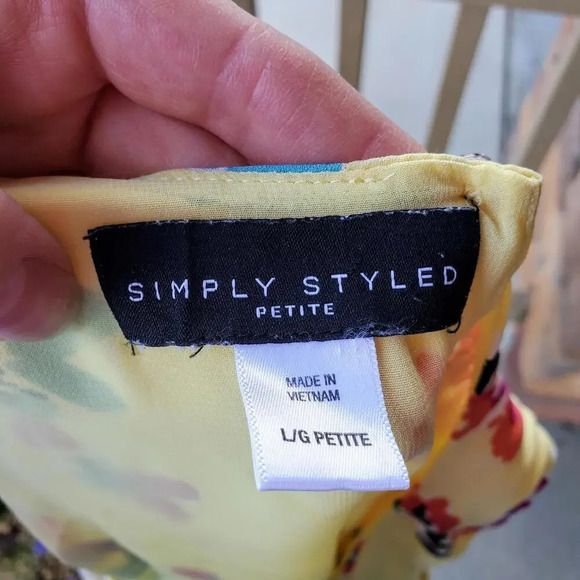 SIMPLY STYLED
PETITE
MADE IN
VIETNAM
L/G PETITE